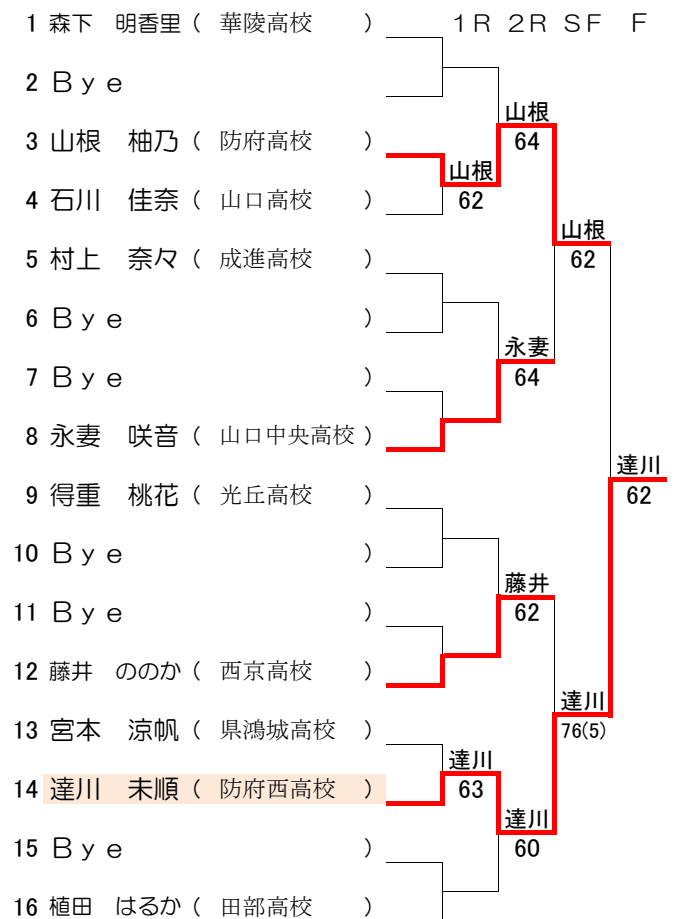 1 森下　明香里 ( 華陵高校 ) 1R 2R SF F
2 Bye
山根
3 山根　柚乃 ( 防府高校 ) 64
山根
4 石川　佳奈 ( 山口高校 ) 62
山根
5 村上　奈々 ( 成進高校 ) 62
6 Bye )
永妻
7 Bye ) 64
8 永妻　咲音 ( 山口中央高校 )
達川
9 得重　桃花 ( 光丘高校 ) 62
10 Bye )
藤井
11 Bye ) 62
12 藤井　ののか ( 西京高校 )
達川
13 宮本　涼帆 ( 県鴻城高校 ) 76(5)
達川
14 達川　未順 ( 防府西高校 ) 63
達川
15 Bye ) 60
16 植田　はるか ( 田部高校 )